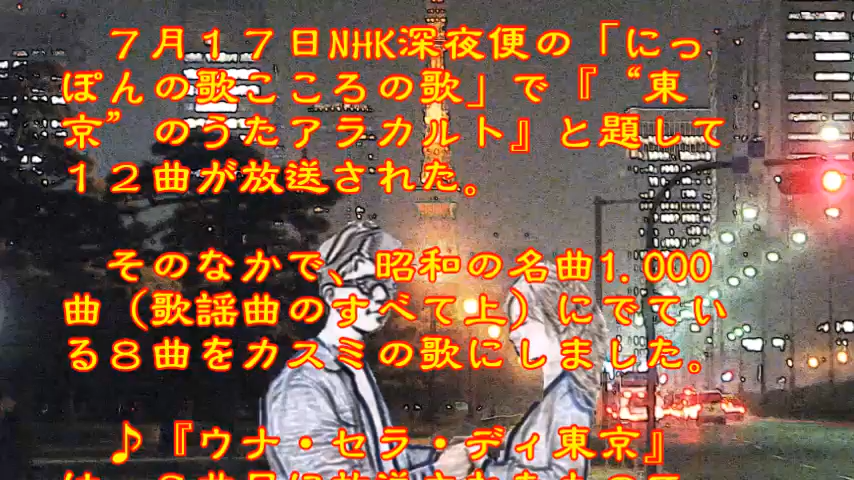 ７月１７日NHK深夜便の「にっ
ぽんの歌こころの歌」で『“東
京”のうたアラカルト』と題して
１２曲が放送された。
そのなかで、昭和の名曲1.000
曲（歌謡曲のすべて上）にでてい
る８曲をカスミの歌にしました。
♪『ウナ・セラ・ディ東京』